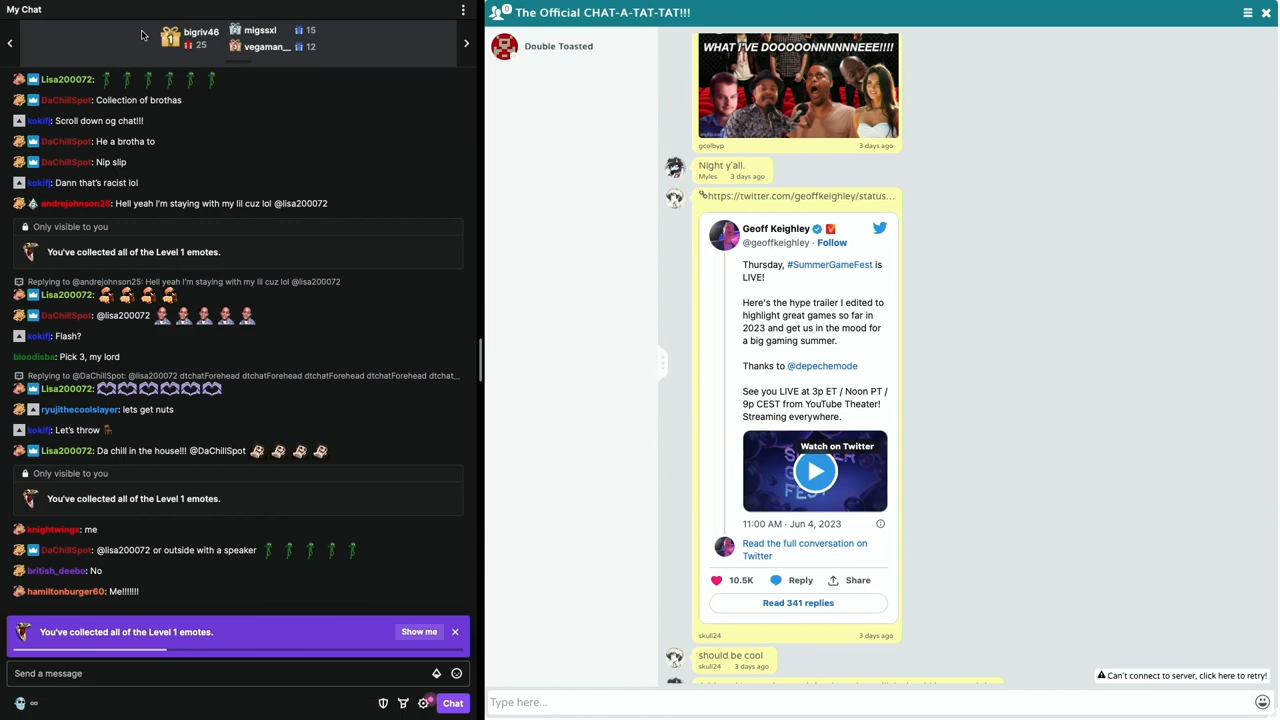 My Chat
1
bigriv46
25
migssxl
15
vegaman__
12
Lisa200072:
DaChillSpot: Collection of brothas
kokifj: Scroll down og chat!!!
DaChillSpot: He a brotha to
DaChillSpot: Nip slip
kokifj: Dann that's racist lol
andrejohnson25: Hell yeah I'm staying with my lil cuz lol @lisa200072
Only visible to you
You've collected all of the Level 1 emotes.
Replying to @andrejohnson25: Hell yeah I'm staying with my lil cuz lol @lisa200072
Lisa200072:
DaChillSpot: @lisa200072
kokifj: Flash?
bloodisba: Pick 3, my lord
Replying to @DaChillSpot: @lisa200072 dtchatForehead dtchatForehead dtchatForehead dtchat...
Lisa200072:
ryujithecoolslayer: lets get nuts
kokifj: Let's throw
Lisa200072: Da chill in the house!!! @DaChillSpot
Only visible to you
You've collected all of the Level 1 emotes.
knightwingx: me
DaChillSpot: @lisa200072 or outside with a speaker
british_deebo: No
hamiltonburger60: Me!!!!!!!
You've collected all of the Level 1 emotes.
Show me
Send a message
∞
Chat
0
The Official CHAT-A-TAT-TAT!!!
Double Toasted
WHAT I'VE DOOOOONNNNNNEEE!!!!
imgflip.com
gcolbyp
3 days ago
Night y'all.
Myles
3 days ago
https://twitter.com/geoffkeighley/status...
Geoff Keighley
@geoffkeighley · Follow
Thursday, #SummerGameFest is
LIVE!
Here's the hype trailer I edited to
highlight great games so far in
2023 and get us in the mood for
a big gaming summer.
Thanks to @depechemode
See you LIVE at 3p ET / Noon PT /
9p CEST from YouTube Theater!
Streaming everywhere.
Watch on Twitter
11:00 AM · Jun 4, 2023
Read the full conversation on
Twitter
10.5K
Reply
Share
Read 341 replies
skull24
3 days ago
should be cool
skull24
3 days ago
Can't connect to server, click here to retry!
Type here...